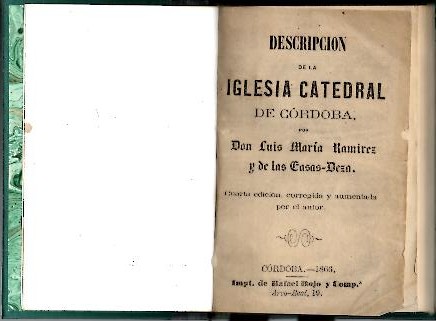 DESCRIPCION
DE LA
IGLESIA CATEDRAL
DE CÓRDOBA,
POR
Don Luis María Ramirez
y de las Casas-Deza.
Cuarta edicion, corregida y aumentada
por el autor.
CÓRDOBA.—1866.
Impt. de Rafael Rojo y Comp.ª
Arco-Real, 19.